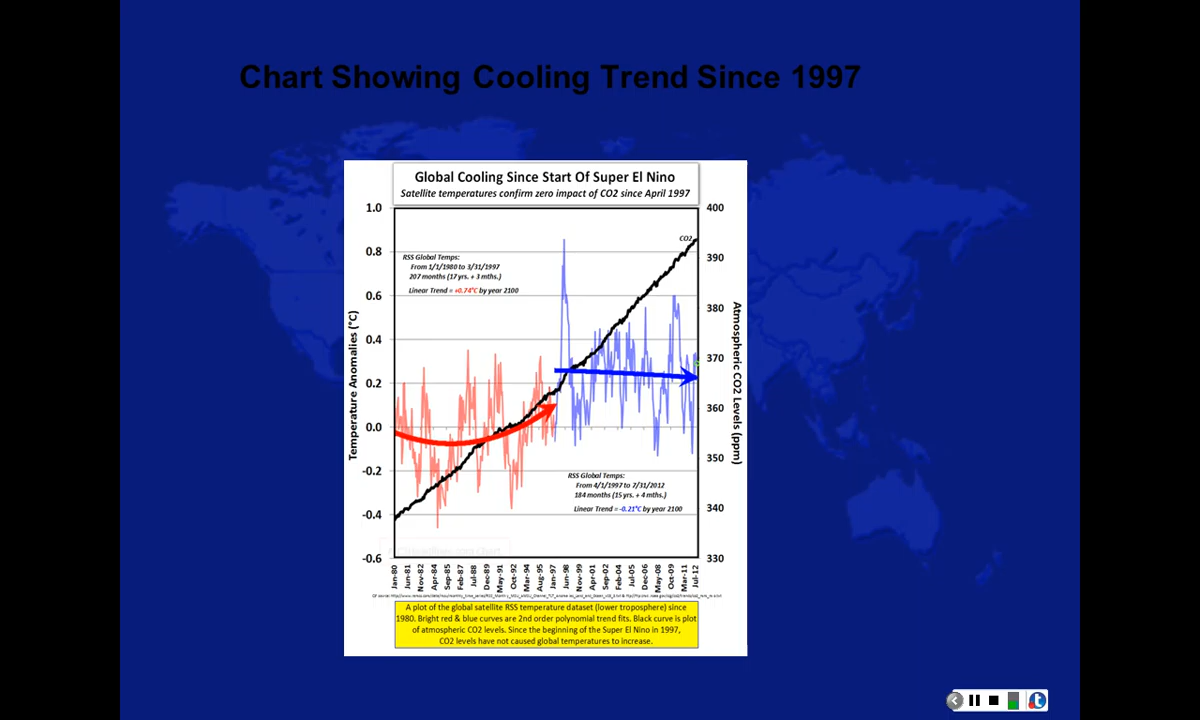 Chart Showing Cooling Trend Since 1997
Global Cooling Since Start Of Super El Nino
Satellite temperatures confirm zero impact of CO2 since April 1997
1.0
0.8
0.6
0.4
0.2
0.0
-0.2
-0.4
-0.6
Temperature Anomalies (°C)
RSS Global Temps:
From 1/1/1980 to 3/31/1997
207 months (17 yrs. + 3 mths.)
Linear Trend = +0.74°C by year 2100
CO2
RSS Global Temps:
From 4/1/1997 to 7/31/2012
184 months (15 yrs. + 4 mths.)
Linear Trend = -0.21°C by year 2100
400
390
380
370
360
350
340
330
Atmospheric CO2 Levels (ppm)
Jan-80
Jun-81
Nov-82
Apr-84
Sep-85
Feb-87
Jul-88
Dec-89
May-91
Oct-92
Mar-94
Aug-95
Jan-97
Jun-98
Nov-99
Apr-01
Sep-02
Feb-04
Jul-05
Dec-06
May-08
Oct-09
Mar-11
Jul-12
A plot of the global satellite RSS temperature dataset (lower troposphere) since
1980. Bright red & blue curves are 2nd order polynomial trend fits. Black curve is plot
of atmospheric CO2 levels. Since the beginning of the Super El Nino in 1997,
CO2 levels have not caused global temperatures to increase.
t